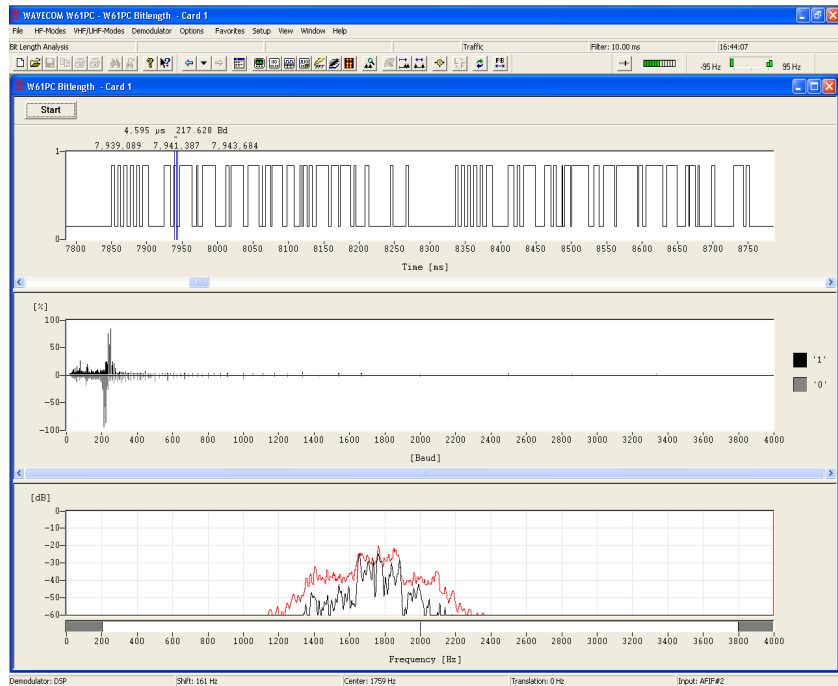 WAVECOM W61PC - W61PC Bitlength - Card 1
File HF-Modes VHF/UHF-Modes Demodulator Options Favorites Setup View Window Help
Bit Length Analysis Traffic Filter: 10.00 ms 16:44:07
-95 Hz 95 Hz
W61PC Bitlength - Card 1
Start
4.595 µs 217.628 Bd
7,939,089 7,941,387 7,943,684
1
0
7800 7850 7900 7950 8000 8050 8100 8150 8200 8250 8300 8350 8400 8450 8500 8550 8600 8650 8700 8750
Time [ms]
[%]
100
50
0
-50
-100
'1'
'0'
0 200 400 600 800 1000 1200 1400 1600 1800 2000 2200 2400 2600 2800 3000 3200 3400 3600 3800 4000
[Baud]
[dB]
0
-10
-20
-30
-40
-50
-60
0 200 400 600 800 1000 1200 1400 1600 1800 2000 2200 2400 2600 2800 3000 3200 3400 3600 3800 4000
Frequency [Hz]
Demodulator: DSP Shift: 161 Hz Center: 1759 Hz Translation: 0 Hz Input: AFIF#2